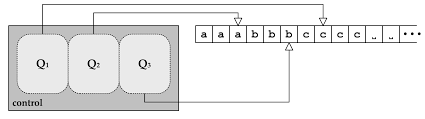 a a a b b b c c c c ␣ ␣ •••
Q1 Q2 Q3
control